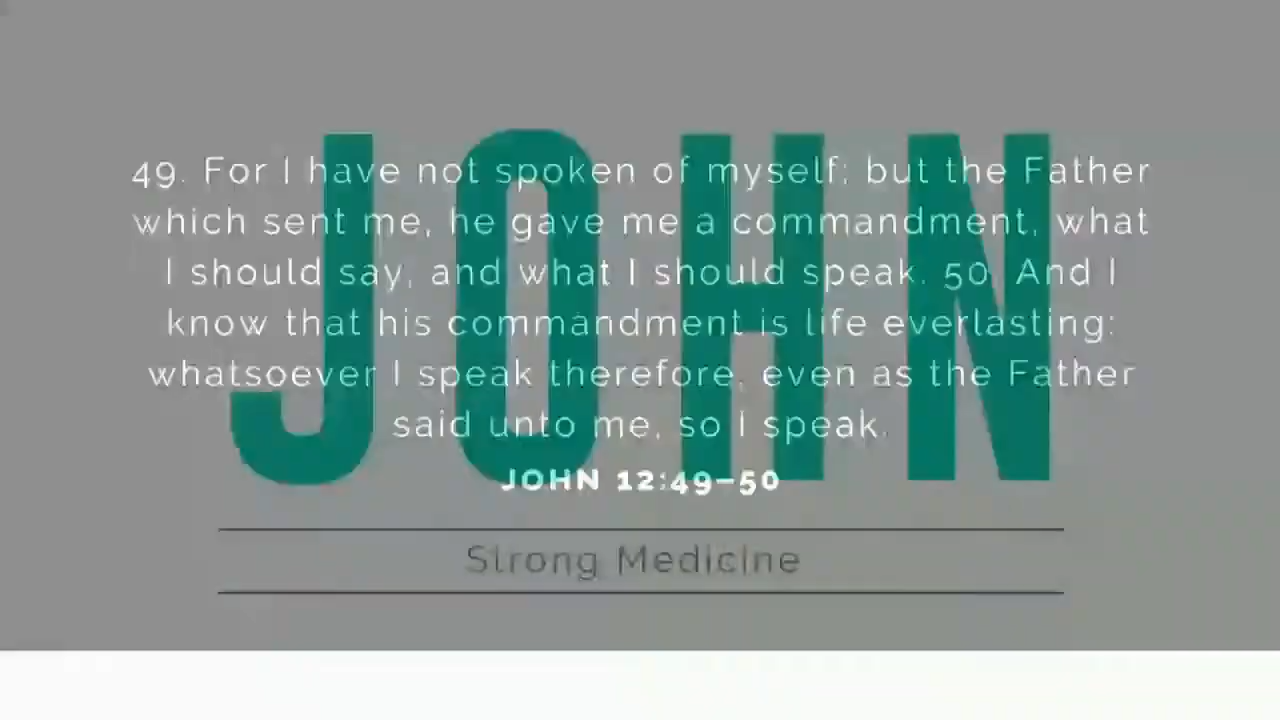 JOHN
49. For I have not spoken of myself; but the Father
which sent me, he gave me a commandment, what
I should say, and what I should speak. 50. And I
know that his commandment is life everlasting:
whatsoever I speak therefore, even as the Father
said unto me, so I speak.
JOHN 12:49–50
Strong Medicine